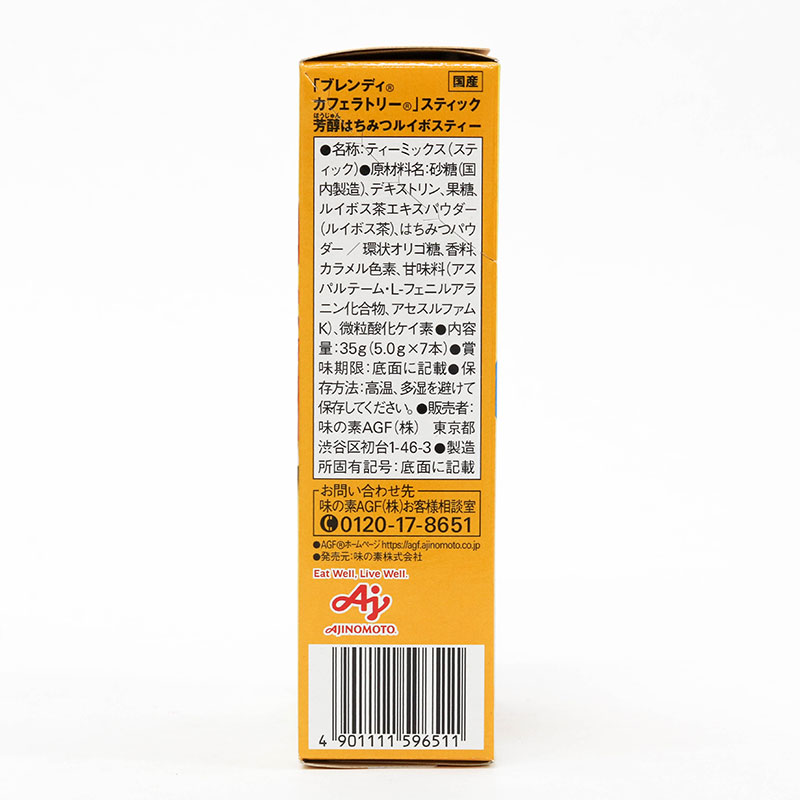 「ブレンディ® 国産
カフェラトリー®」スティック
ほうじゅん
芳醇はちみつルイボスティー
●名称:ティーミックス(ステ
ィック)●原材料名:砂糖(国
内製造)、デキストリン、果糖、
ルイボス茶エキスパウダー
(ルイボス茶)、はちみつパウ
ダー/環状オリゴ糖、香料、
カラメル色素、甘味料(アス
パルテーム・L-フェニルアラ
ニン化合物、アセスルファム
K)、微粒酸化ケイ素●内容
量:35g(5.0g×7本)●賞
味期限:底面に記載●保
存方法:高温、多湿を避けて
保存してください。●販売者:
味の素AGF(株) 東京都
渋谷区初台1-46-3●製造
所固有記号:底面に記載
お問い合わせ先
味の素AGF(株)お客様相談室
0120-17-8651
●AGF®ホームページhttps://agf.ajinomoto.co.jp
●発売元:味の素株式会社
Eat Well, Live Well.
Aj
AJINOMOTO
4 901111 596511